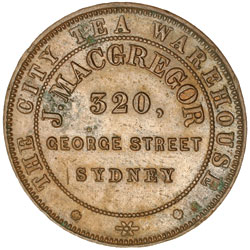 THE CITY TEA WAREHOUSE
J. MACGREGOR
320,
GEORGE STREET
SYDNEY